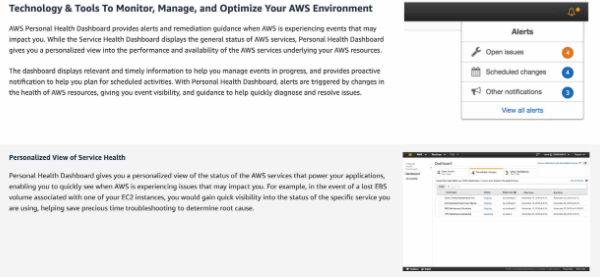 Technology & Tools To Monitor, Manage, and Optimize Your AWS Environment
AWS Personal Health Dashboard provides alerts and remediation guidance when AWS is experiencing events that may
impact you. While the Service Health Dashboard displays the general status of AWS services, Personal Health Dashboard
gives you a personalized view into the performance and availability of the AWS services underlying your AWS resources.
The dashboard displays relevant and timely information to help you manage events in progress, and provides proactive
notification to help you plan for scheduled activities. With Personal Health Dashboard, alerts are triggered by changes in
the health of AWS resources, giving you event visibility, and guidance to help quickly diagnose and resolve issues.
Alerts
Open issues 4
Scheduled changes 4
Other notifications 3
View all alerts
Personalized View of Service Health
Personal Health Dashboard gives you a personalized view of the status of the AWS services that power your applications,
enabling you to quickly see when AWS is experiencing issues that may impact you. For example, in the event of a lost EBS
volume associated with one of your EC2 instances, you would gain quick visibility into the status of the specific service you
are using, helping save precious time troubleshooting to determine root cause.
Dashboard